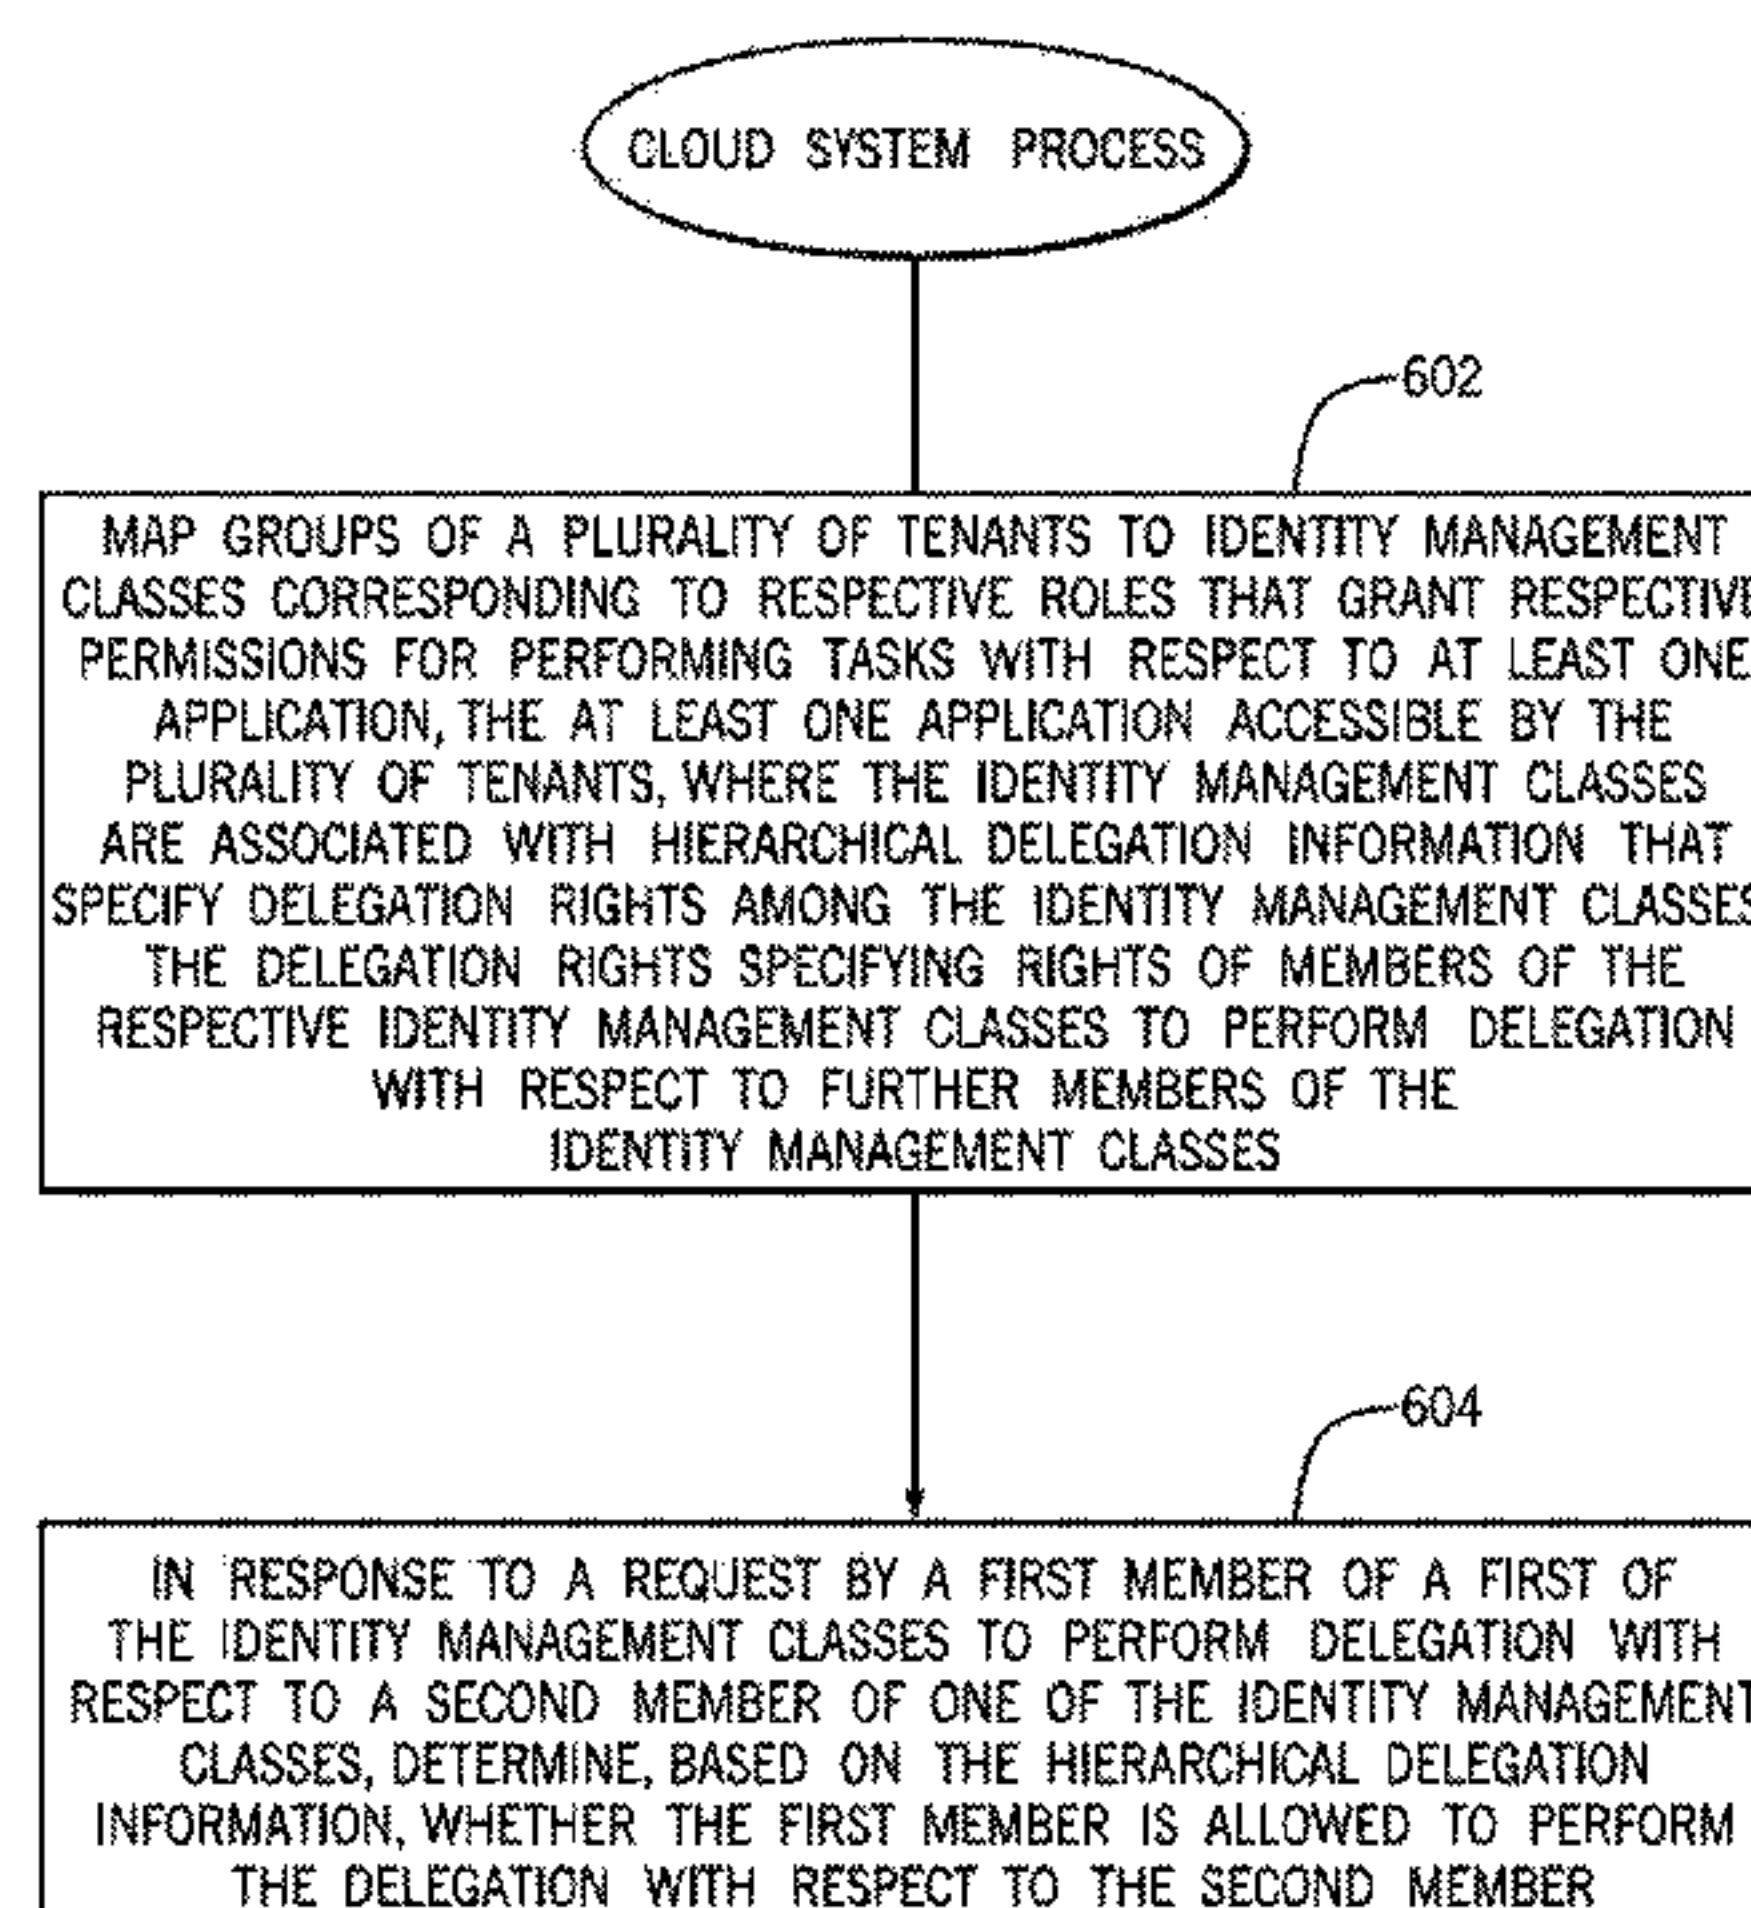 CLOUD SYSTEM PROCESS
602
MAP GROUPS OF A PLURALITY OF TENANTS TO IDENTITY MANAGEMENT
CLASSES CORRESPONDING TO RESPECTIVE ROLES THAT GRANT RESPECTIVE
PERMISSIONS FOR PERFORMING TASKS WITH RESPECT TO AT LEAST ONE
APPLICATION, THE AT LEAST ONE APPLICATION ACCESSIBLE BY THE
PLURALITY OF TENANTS, WHERE THE IDENTITY MANAGEMENT CLASSES
ARE ASSOCIATED WITH HIERARCHICAL DELEGATION INFORMATION THAT
SPECIFY DELEGATION RIGHTS AMONG THE IDENTITY MANAGEMENT CLASSES
THE DELEGATION RIGHTS SPECIFYING RIGHTS OF MEMBERS OF THE
RESPECTIVE IDENTITY MANAGEMENT CLASSES TO PERFORM DELEGATION
WITH RESPECT TO FURTHER MEMBERS OF THE
IDENTITY MANAGEMENT CLASSES
604
IN RESPONSE TO A REQUEST BY A FIRST MEMBER OF A FIRST OF
THE IDENTITY MANAGEMENT CLASSES TO PERFORM DELEGATION WITH
RESPECT TO A SECOND MEMBER OF ONE OF THE IDENTITY MANAGEMENT
CLASSES, DETERMINE, BASED ON THE HIERARCHICAL DELEGATION
INFORMATION, WHETHER THE FIRST MEMBER IS ALLOWED TO PERFORM
THE DELEGATION WITH RESPECT TO THE SECOND MEMBER